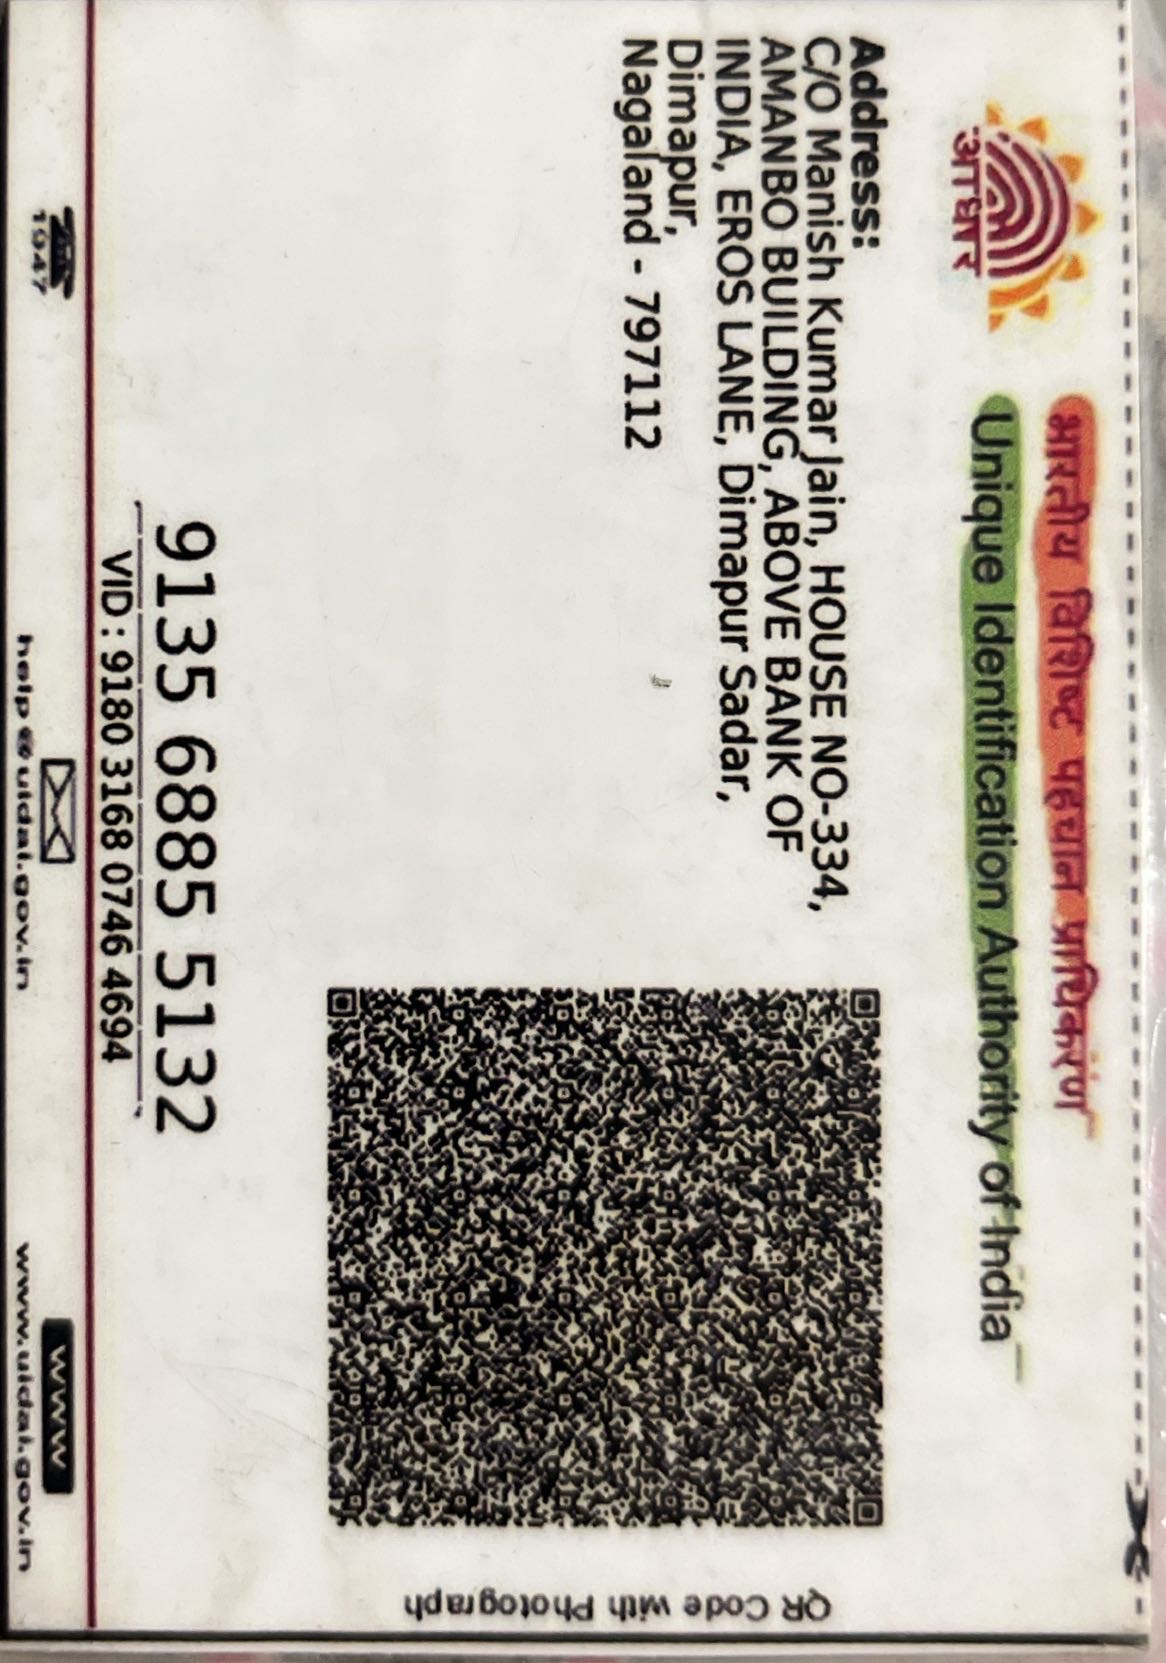 आधार
भारतीय विशिष्ट पहचान प्राधिकरण
Unique Identification Authority of India
Address:
C/O Manish Kumar Jain, HOUSE NO-334,
AMANBO BUILDING, ABOVE BANK OF
INDIA, EROS LANE, Dimapur Sadar,
Dimapur,
Nagaland - 797112
QR Code with Photograph
9135 6885 5132
VID : 9180 3168 0746 4694
1947
help@uidai.gov.in
www
www.uidai.gov.in